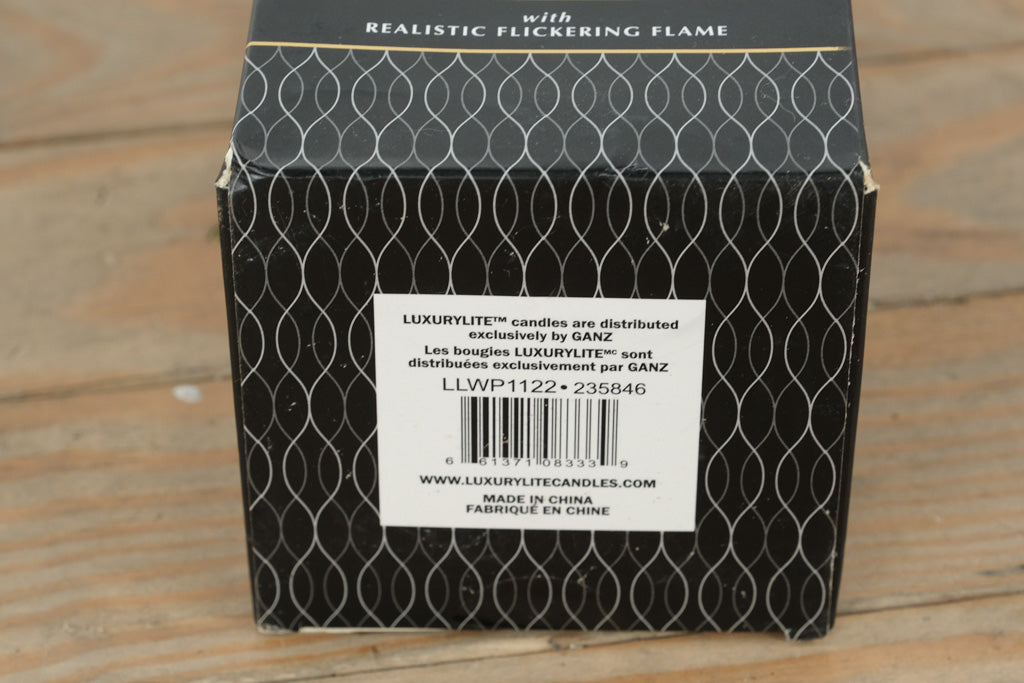 with
REALISTIC FLICKERING FLAME
LUXURYLITE™ candles are distributed
exclusively by GANZ
Les bougies LUXURYLITEᴹᶜ sont
distribuées exclusivement par GANZ
LLWP1122 • 235846
6 61371 08333 9
WWW.LUXURYLITECANDLES.COM
MADE IN CHINA
FABRIQUÉ EN CHINE